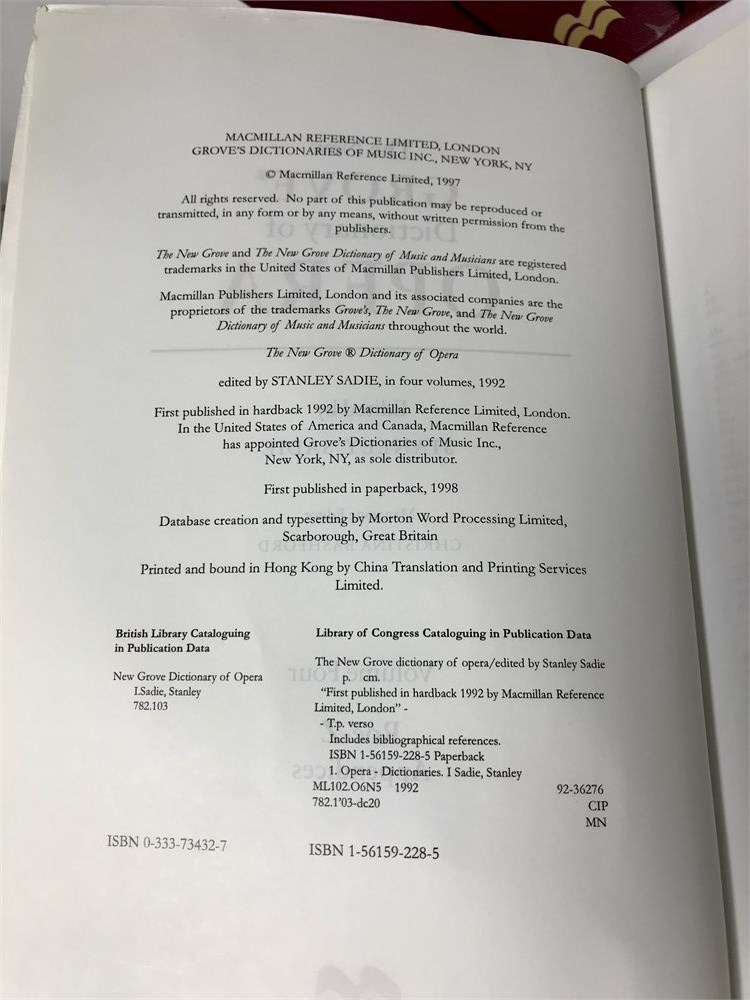 MACMILLAN REFERENCE LIMITED, LONDON
GROVE'S DICTIONARIES OF MUSIC INC., NEW YORK, NY
© Macmillan Reference Limited, 1997
All rights reserved. No part of this publication may be reproduced or
transmitted, in any form or by any means, without written permission from the
publishers.
The New Grove and The New Grove Dictionary of Music and Musicians are registered
trademarks in the United States of Macmillan Publishers Limited, London.
Macmillan Publishers Limited, London and its associated companies are the
proprietors of the trademarks Grove's, The New Grove, and The New Grove
Dictionary of Music and Musicians throughout the world.
The New Grove ® Dictionary of Opera
edited by STANLEY SADIE, in four volumes, 1992
First published in hardback 1992 by Macmillan Reference Limited, London.
In the United States of America and Canada, Macmillan Reference
has appointed Grove's Dictionaries of Music Inc.,
New York, NY, as sole distributor.
First published in paperback, 1998
Database creation and typesetting by Morton Word Processing Limited,
Scarborough, Great Britain
Printed and bound in Hong Kong by China Translation and Printing Services
Limited.
British Library Cataloguing
in Publication Data
New Grove Dictionary of Opera
I.Sadie, Stanley
782.103
ISBN 0-333-73432-7
Library of Congress Cataloguing in Publication Data
The New Grove dictionary of opera/edited by Stanley Sadie
p. cm.
"First published in hardback 1992 by Macmillan Reference
Limited, London" -
- T.p. verso
Includes bibliographical references.
ISBN 1-56159-228-5 Paperback
1. Opera - Dictionaries. I Sadie, Stanley
ML102.O6N5 1992 92-36276
782.1'03-dc20 CIP
MN
ISBN 1-56159-228-5